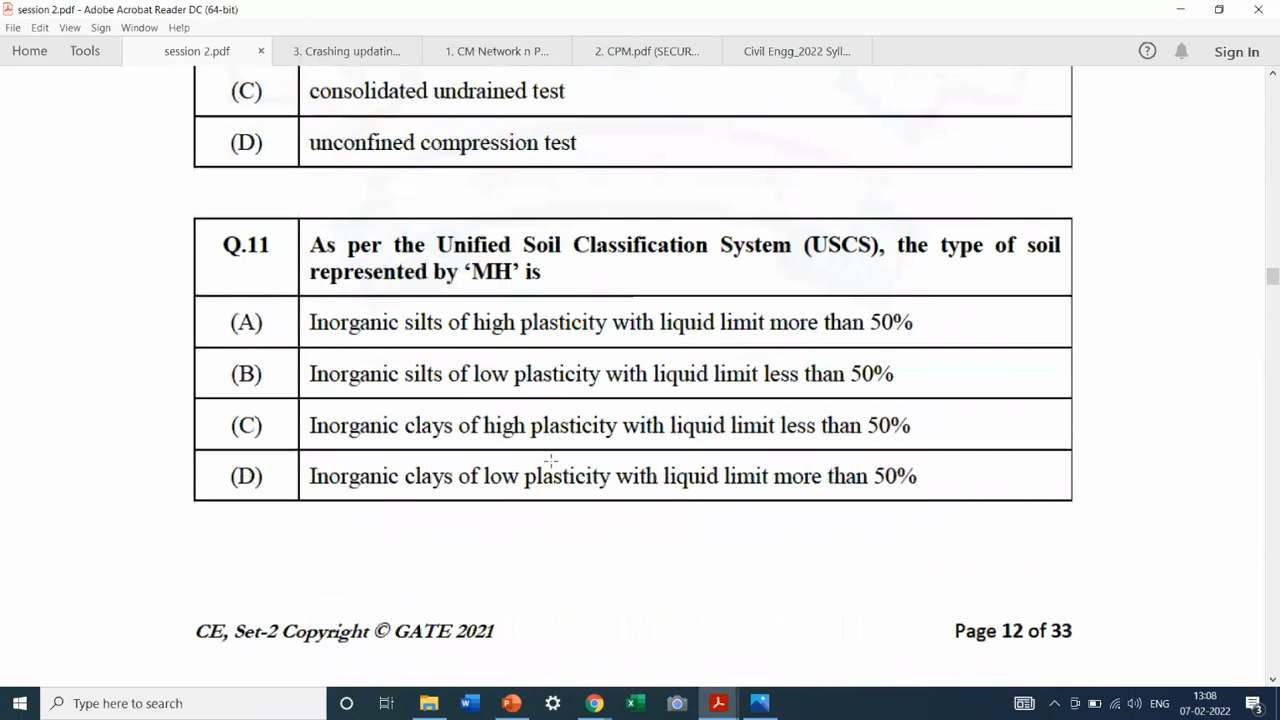 session 2.pdf - Adobe Acrobat Reader DC (64-bit)
File Edit View Sign Window Help
Home Tools session 2.pdf × 3. Crashing updatin... 1. CM Network n P... 2. CPM.pdf (SECUR... Civil Engg_2022 Syll... Sign In
(C) consolidated undrained test
(D) unconfined compression test
Q.11 As per the Unified Soil Classification System (USCS), the type of soil
represented by ‘MH’ is
(A) Inorganic silts of high plasticity with liquid limit more than 50%
(B) Inorganic silts of low plasticity with liquid limit less than 50%
(C) Inorganic clays of high plasticity with liquid limit less than 50%
(D) Inorganic clays of low plasticity with liquid limit more than 50%
CE, Set-2 Copyright © GATE 2021 Page 12 of 33
Type here to search ENG 13:08
07-02-2022 3